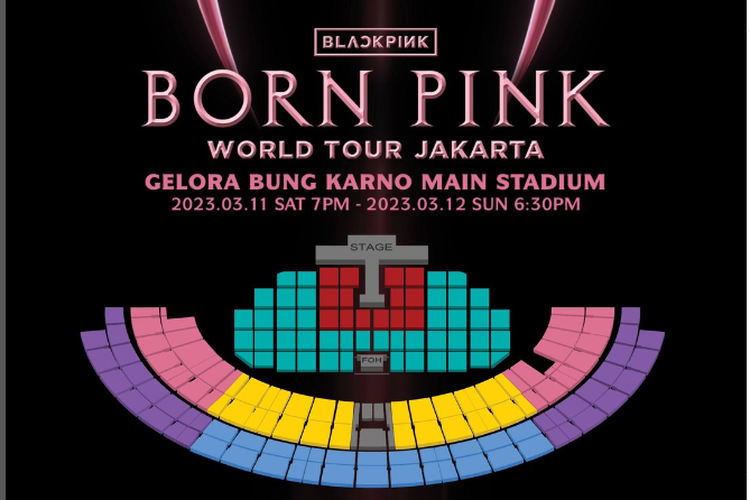 BLACKPINK
BORN PINK
WORLD TOUR JAKARTA
GELORA BUNG KARNO MAIN STADIUM
2023.03.11 SAT 7PM - 2023.03.12 SUN 6:30PM
STAGE
FOH